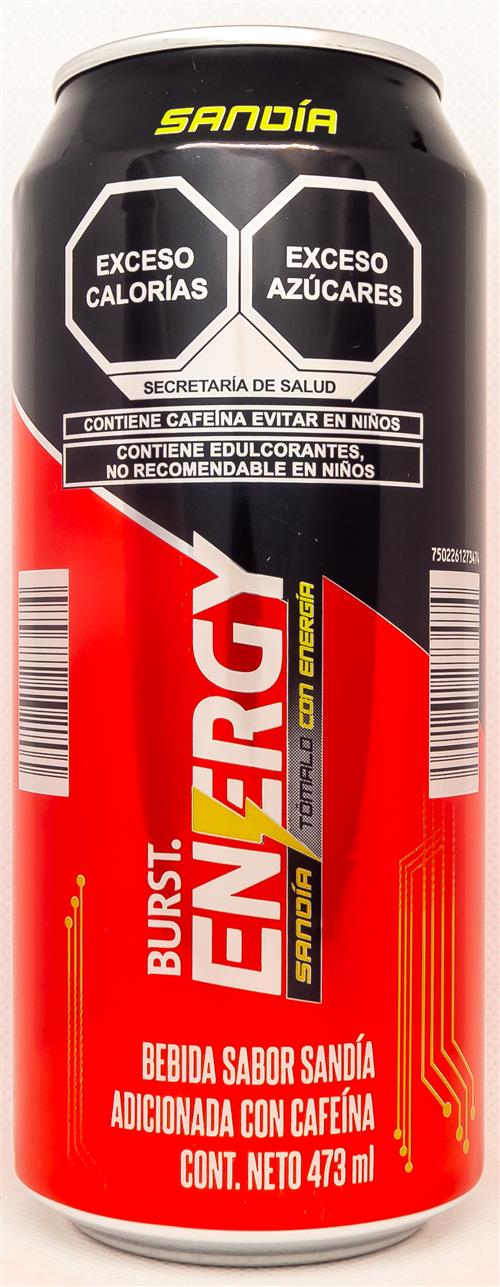 SANDÍA
EXCESO
CALORÍAS
EXCESO
AZÚCARES
SECRETARÍA DE SALUD
CONTIENE CAFEÍNA EVITAR EN NIÑOS
CONTIENE EDULCORANTES,
NO RECOMENDABLE EN NIÑOS
7502261273474
BURST.
ENERGY
SANDÍA TÓMALO CON ENERGÍA
BEBIDA SABOR SANDÍA
ADICIONADA CON CAFEÍNA
CONT. NETO 473 ml